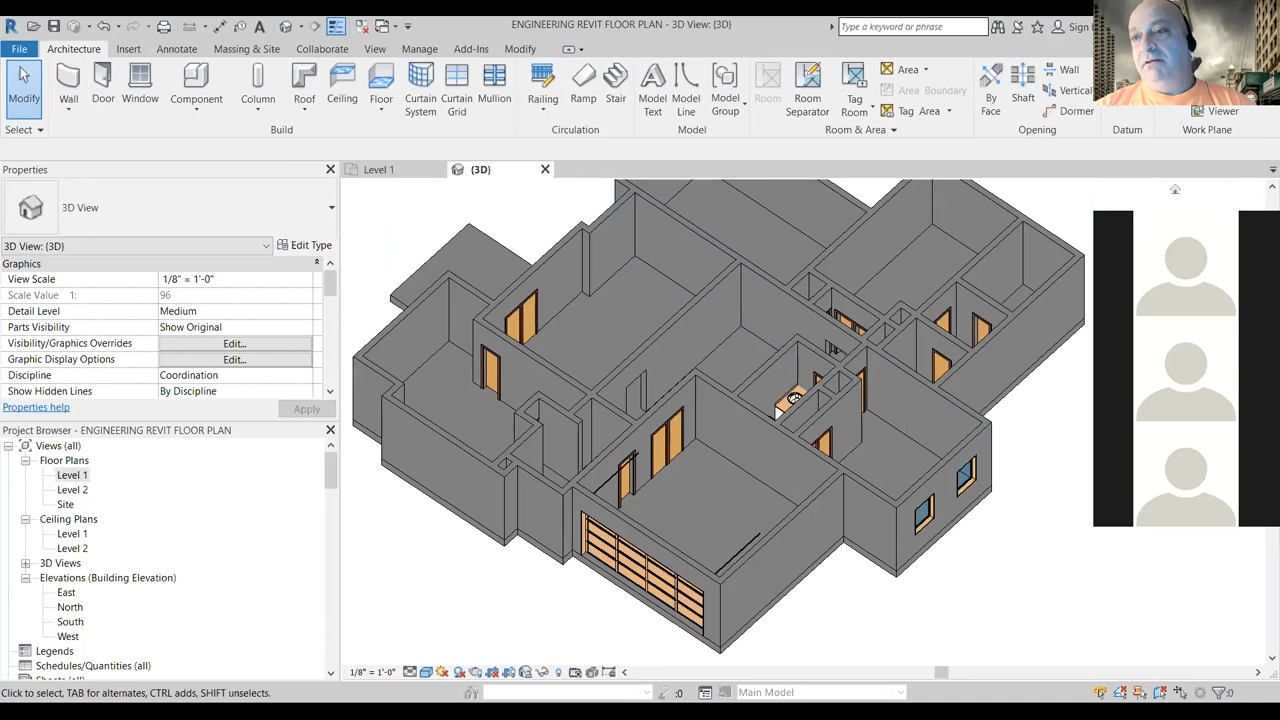 ENGINEERING REVIT FLOOR PLAN - 3D View: {3D}
Type a keyword or phrase
Sign
File Architecture Insert Annotate Massing & Site Collaborate View Manage Add-Ins Modify
Modify Wall Door Window Component Column Roof Ceiling Floor Curtain System Curtain Grid Mullion Railing Ramp Stair Model Text Model Line Model Group Room Room Separator Tag Room
Area
Area Boundary
Tag Area
By Face Shaft
Wall
Vertical
Dormer
Viewer
Select Build Circulation Model Room & Area Opening Datum Work Plane
Properties
Level 1 {3D}
3D View
3D View: {3D} Edit Type
Graphics
View Scale 1/8" = 1'-0"
Scale Value 1: 96
Detail Level Medium
Parts Visibility Show Original
Visibility/Graphics Overrides Edit...
Graphic Display Options Edit...
Discipline Coordination
Show Hidden Lines By Discipline
Properties help Apply
Project Browser - ENGINEERING REVIT FLOOR PLAN
Views (all)
Floor Plans
Level 1
Level 2
Site
Ceiling Plans
Level 1
Level 2
3D Views
Elevations (Building Elevation)
East
North
South
West
Legends
Schedules/Quantities (all)
1/8" = 1'-0"
Click to select, TAB for alternates, CTRL adds, SHIFT unselects.
:0
Main Model
:0